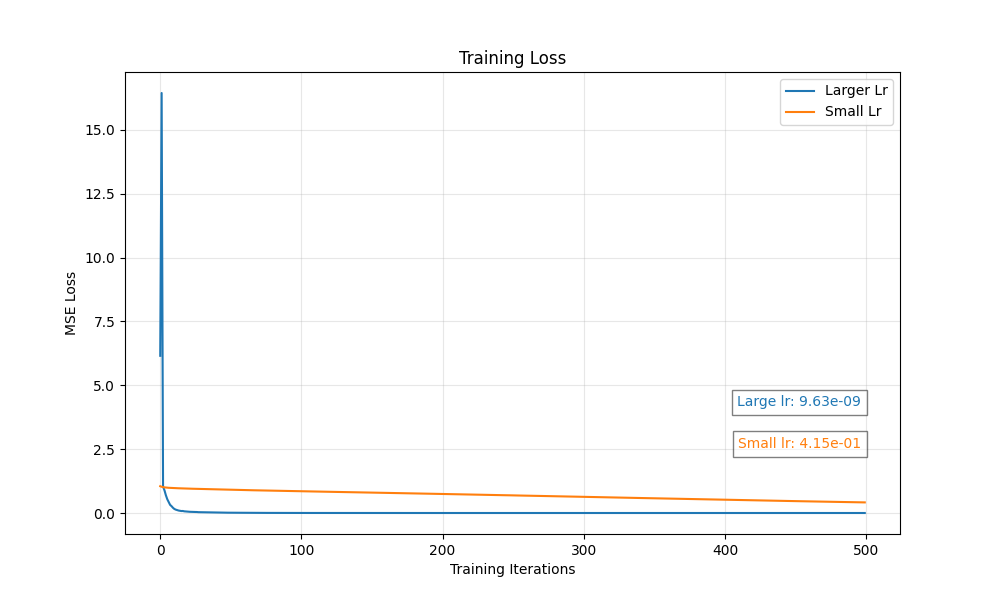 Training Loss
Larger Lr
Small Lr
MSE Loss
15.0
12.5
10.0
7.5
5.0
2.5
0.0
Large lr: 9.63e-09
Small lr: 4.15e-01
0 100 200 300 400 500
Training Iterations